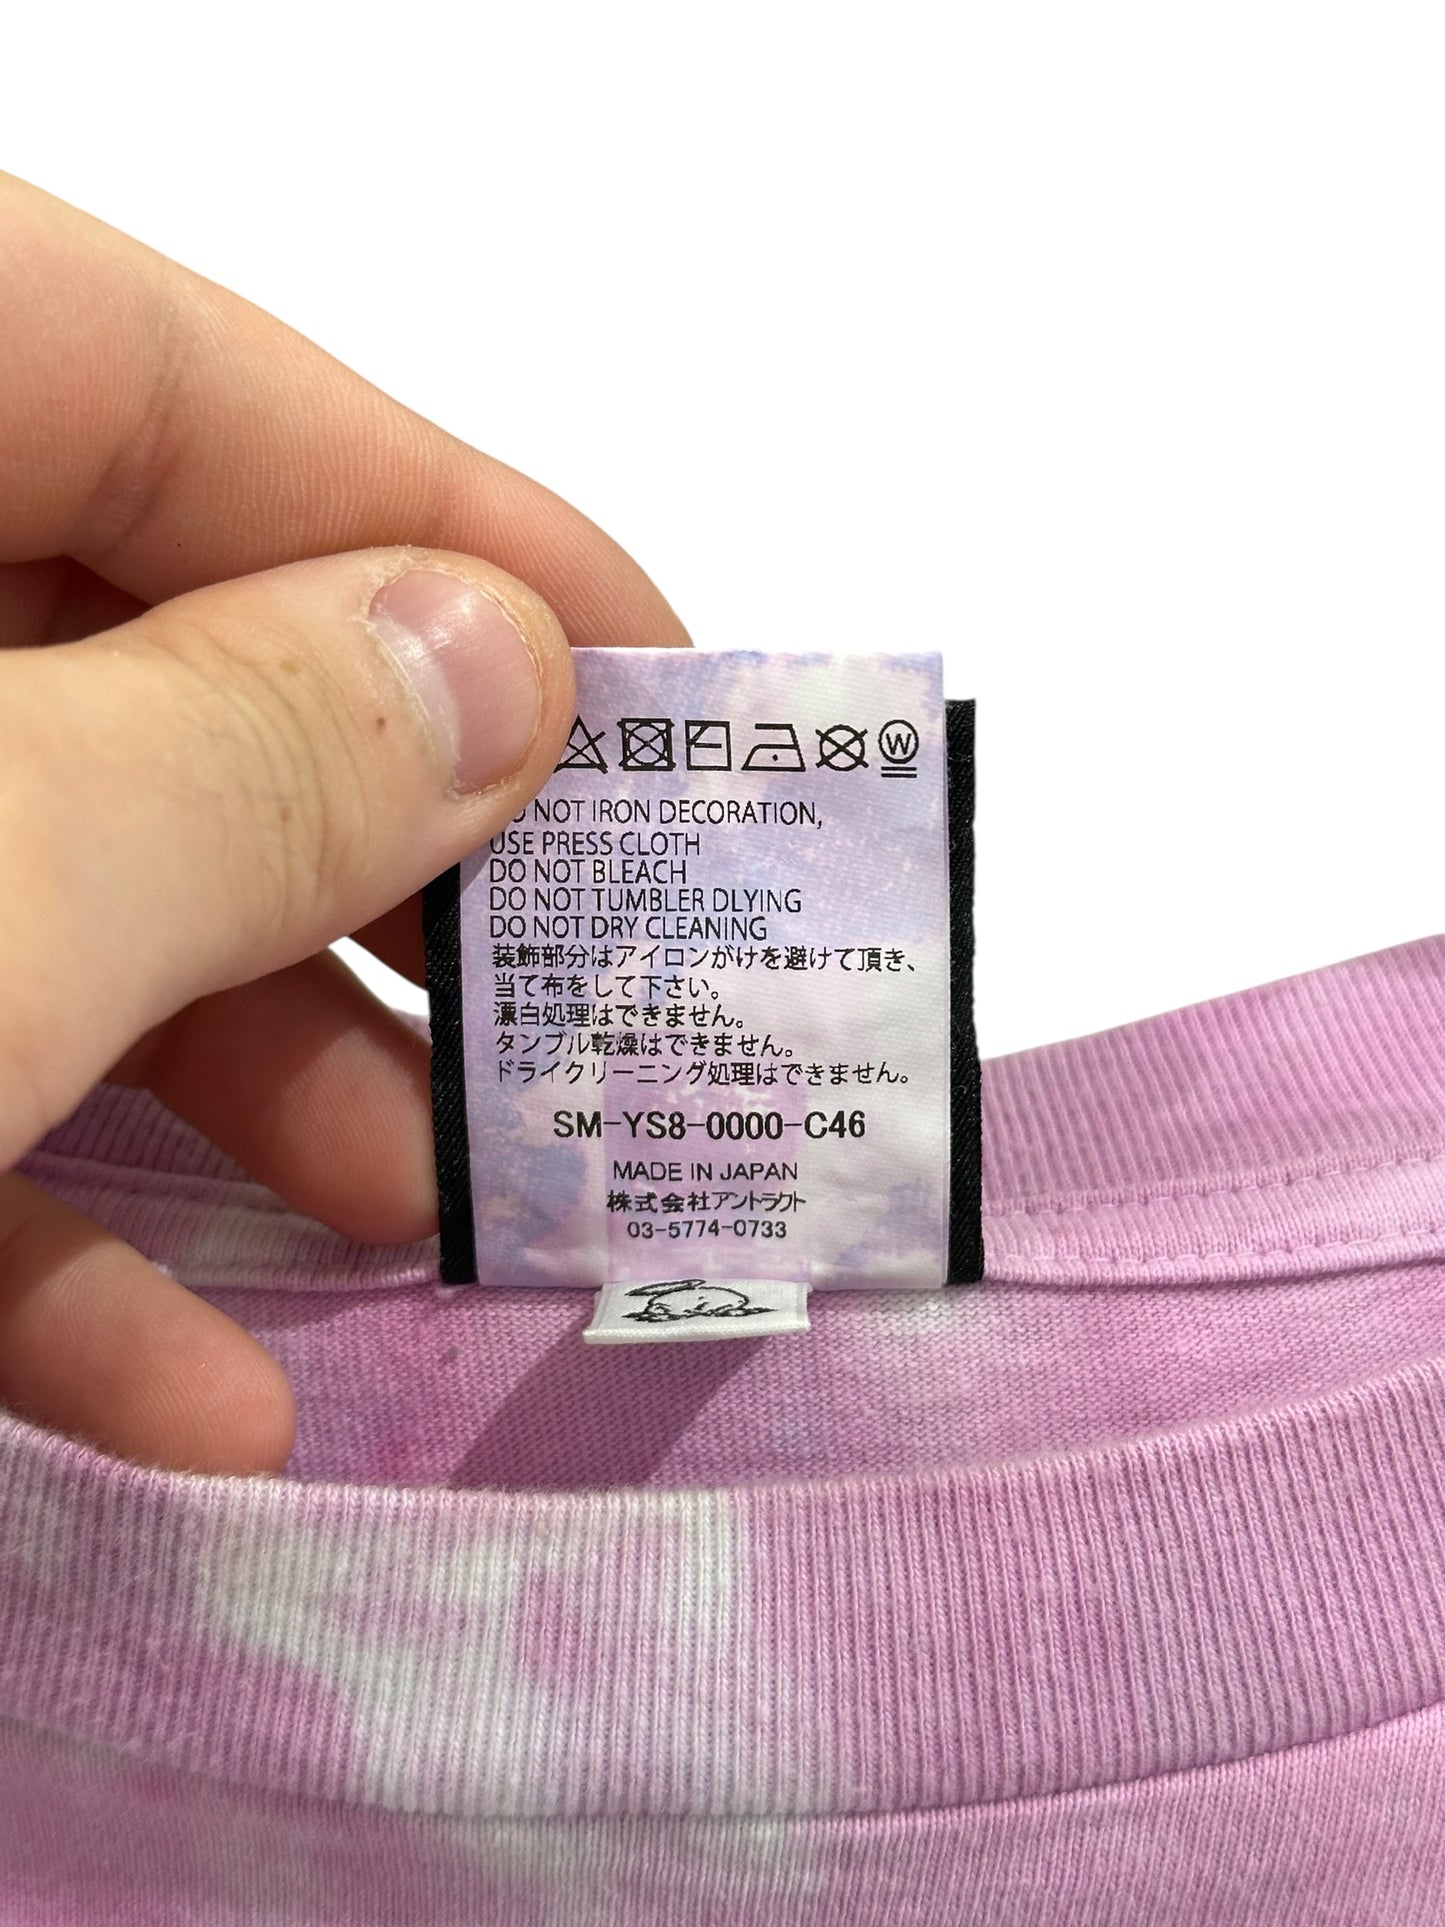 W
NOT IRON DECORATION,
USE PRESS CLOTH
DO NOT BLEACH
DO NOT TUMBLER DLYING
DO NOT DRY CLEANING
装飾部分はアイロンがけを避けて頂き、
当て布をして下さい。
漂白処理はできません。
タンブル乾燥はできません。
ドライクリーニング処理はできません。
SM-YS8-0000-C46
MADE IN JAPAN
株式会社アントラクト
03-5774-0733